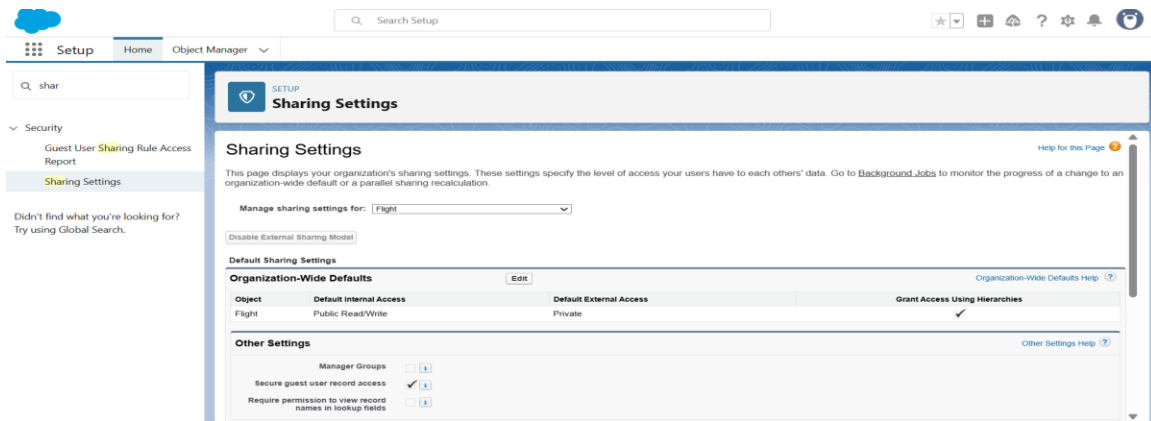 Search Setup
Setup
Home
Object Manager
shar
Security
Guest User Sharing Rule Access
Report
Sharing Settings
Didn't find what you're looking for?
Try using Global Search.
SETUP
Sharing Settings
Sharing Settings
Help for this Page ?
This page displays your organization's sharing settings. These settings specify the level of access your users have to each others' data. Go to Background Jobs to monitor the progress of a change to an
organization-wide default or a parallel sharing recalculation.
Manage sharing settings for: Flight
Disable External Sharing Model
Default Sharing Settings
Organization-Wide Defaults Edit Organization-Wide Defaults Help ?
Object Default Internal Access Default External Access Grant Access Using Hierarchies
Flight Public Read/Write Private
Other Settings Other Settings Help ?
Manager Groups i
Secure guest user record access i
Require permission to view record
names in lookup fields i